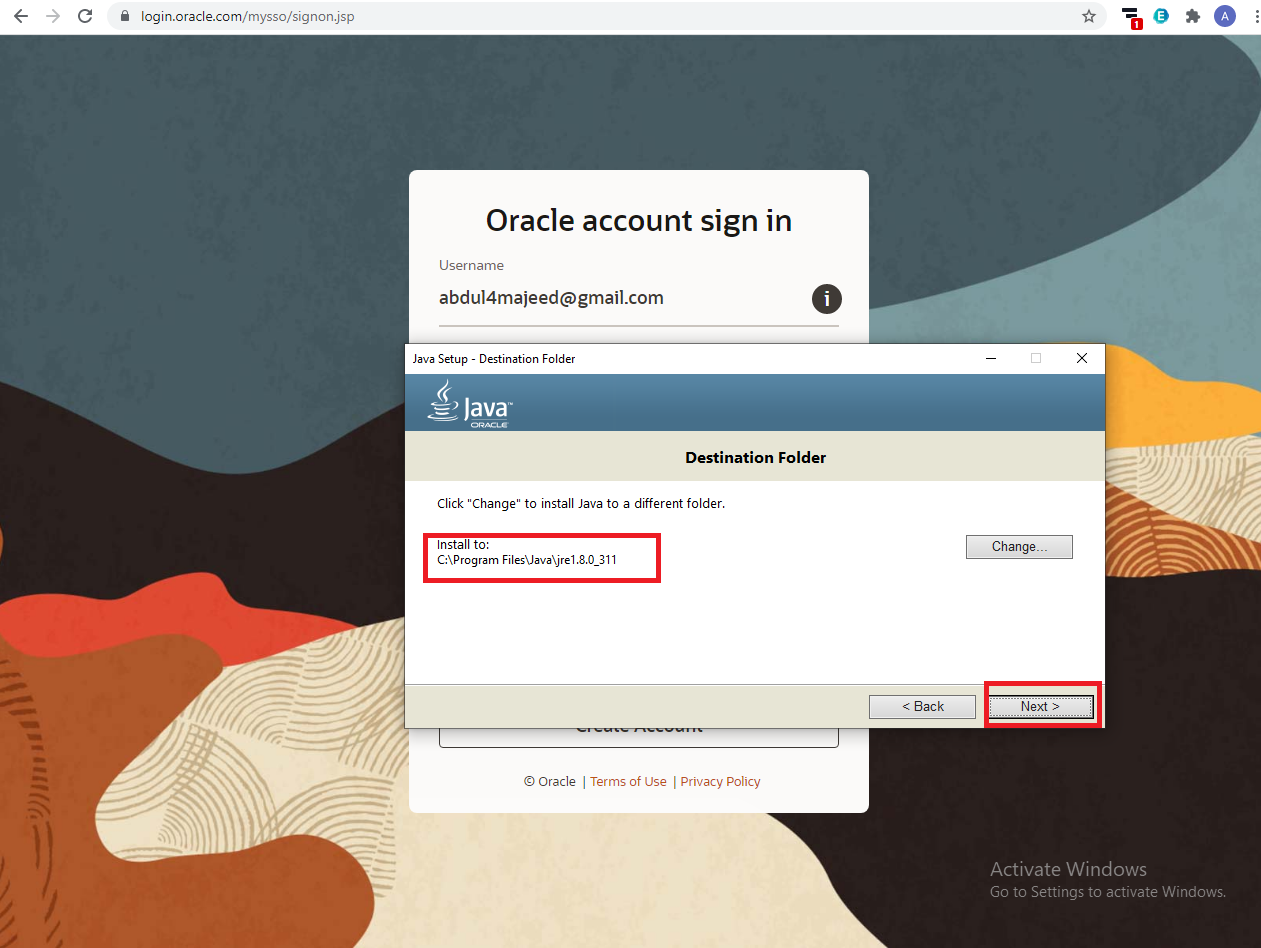 login.oracle.com/mysso/signon.jsp
1
E
A
Oracle account sign in
Username
abdul4majeed@gmail.com
i
Java Setup - Destination Folder
Java™
ORACLE
Destination Folder
Click "Change" to install Java to a different folder.
Install to:
C:\Program Files\Java\jre1.8.0_311
Change...
< Back
Next >
Create Account
© Oracle | Terms of Use | Privacy Policy
Activate Windows
Go to Settings to activate Windows.